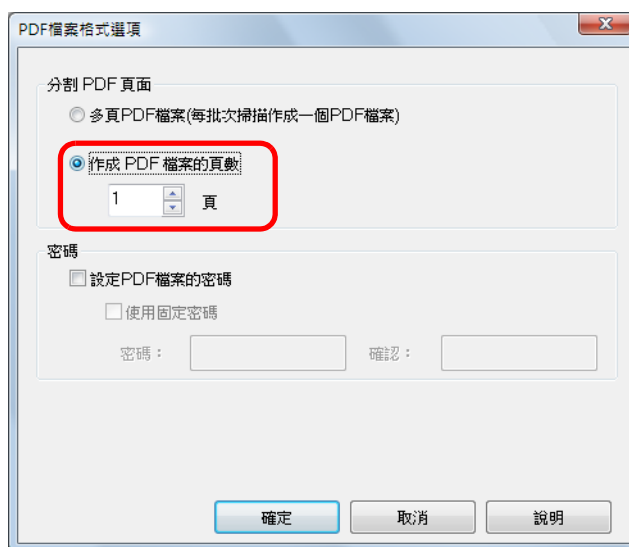 PDF檔案格式選項
分割 PDF 頁面
多頁PDF檔案(每批次掃描作成一個PDF檔案)
作成 PDF 檔案的頁數
1 頁
密碼
設定PDF檔案的密碼
使用固定密碼
密碼： 確認：
確定 取消 說明